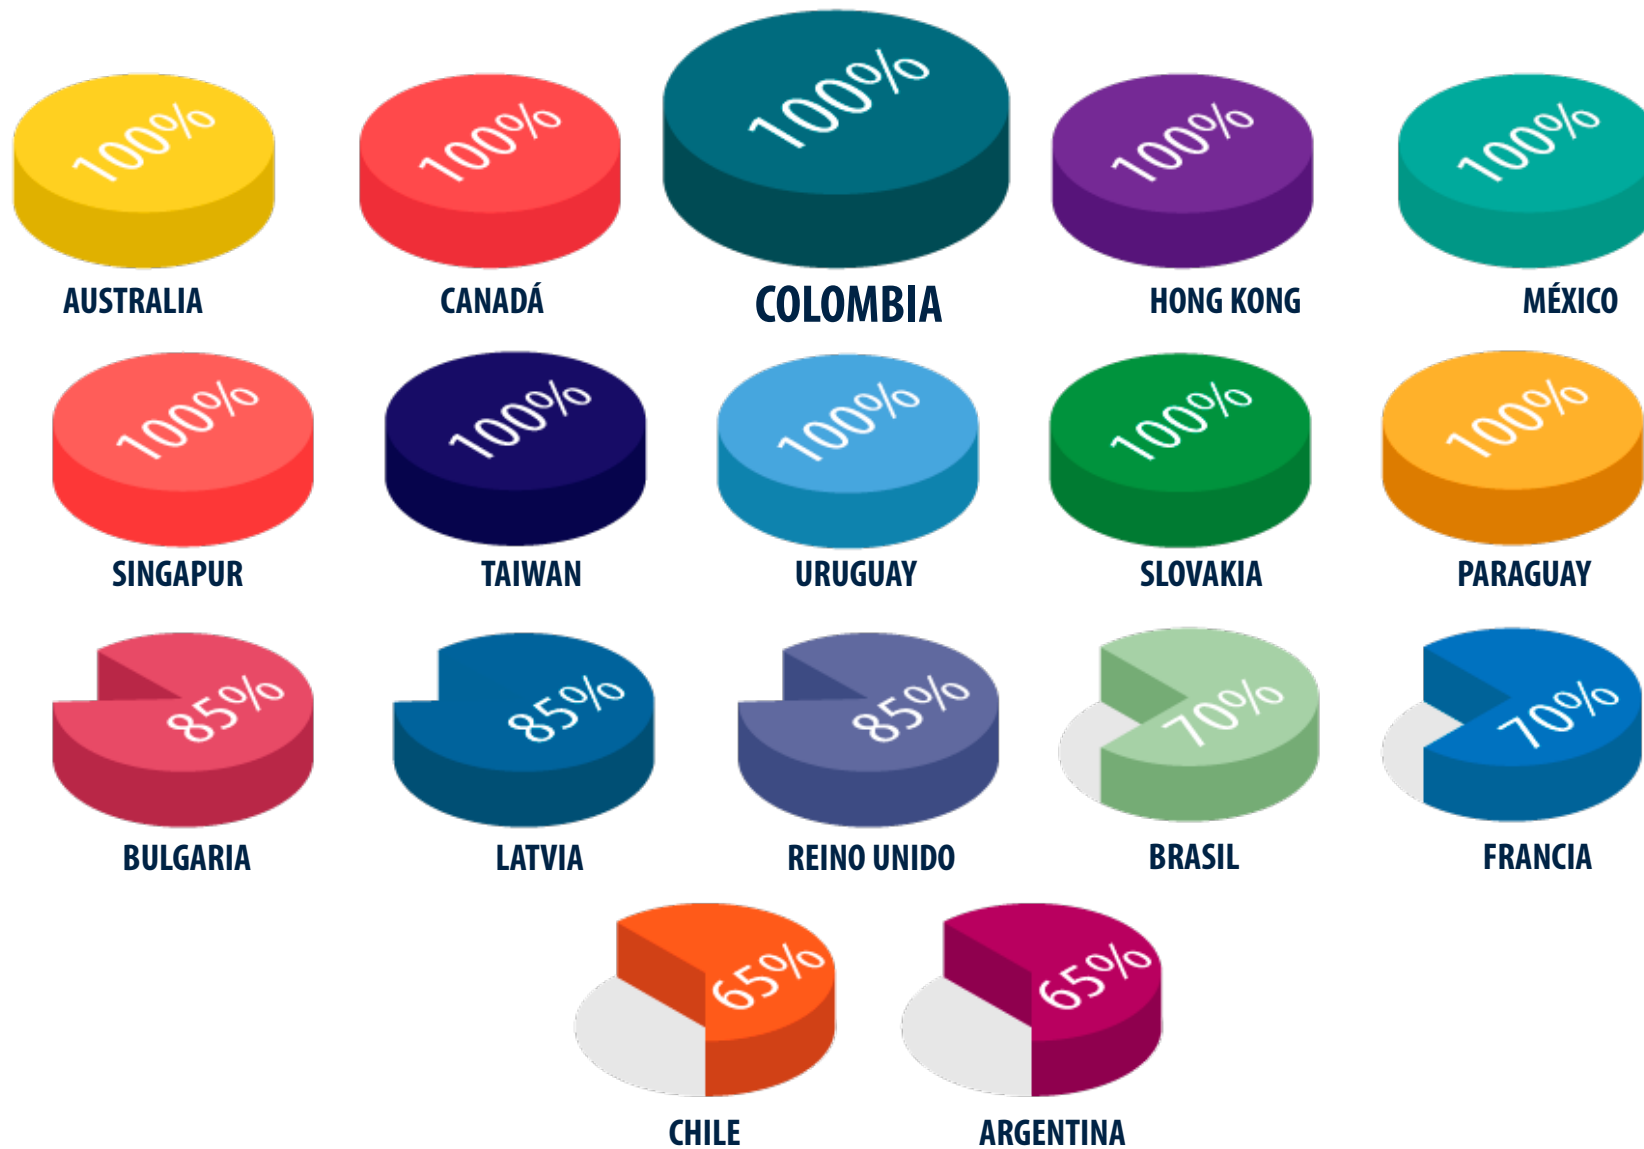 100%
100%
100%
100%
100%
AUSTRALIA
CANADÁ
COLOMBIA
HONG KONG
MÉXICO
100%
100%
100%
100%
100%
SINGAPUR
TAIWAN
URUGUAY
SLOVAKIA
PARAGUAY
85%
85%
85%
70%
70%
BULGARIA
LATVIA
REINO UNIDO
BRASIL
FRANCIA
65%
65%
CHILE
ARGENTINA